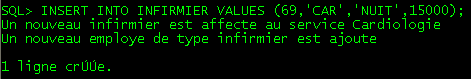 SQL> INSERT INTO INFIRMIER VALUES (69,'CAR','NUIT',15000);
Un nouveau infirmier est affecte au service Cardiologie
Un nouveau employe de type infirmier est ajoute
1 ligne crÚÚe.